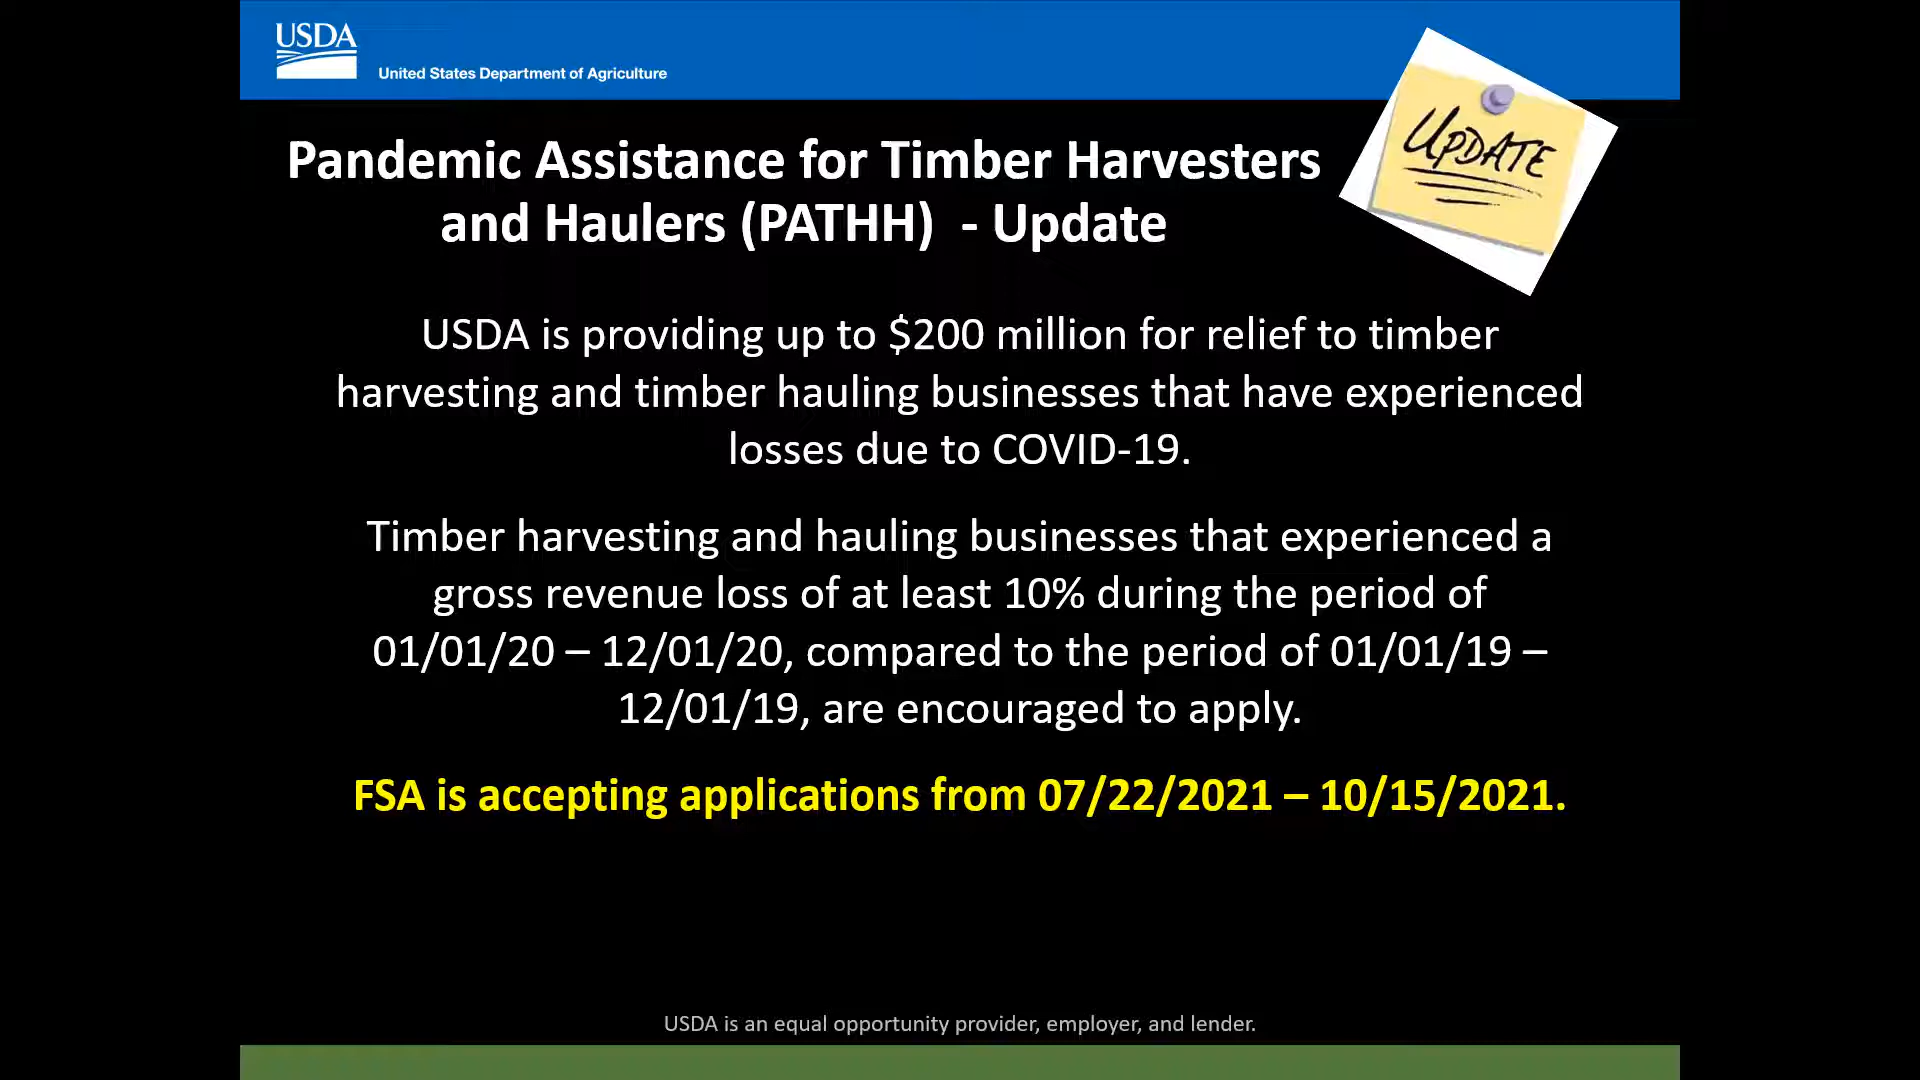 USDA
United States Department of Agriculture
UPDATE
Pandemic Assistance for Timber Harvesters
and Haulers (PATHH) - Update
USDA is providing up to $200 million for relief to timber
harvesting and timber hauling businesses that have experienced
losses due to COVID-19.
Timber harvesting and hauling businesses that experienced a
gross revenue loss of at least 10% during the period of
01/01/20 – 12/01/20, compared to the period of 01/01/19 –
12/01/19, are encouraged to apply.
FSA is accepting applications from 07/22/2021 – 10/15/2021.
USDA is an equal opportunity provider, employer, and lender.